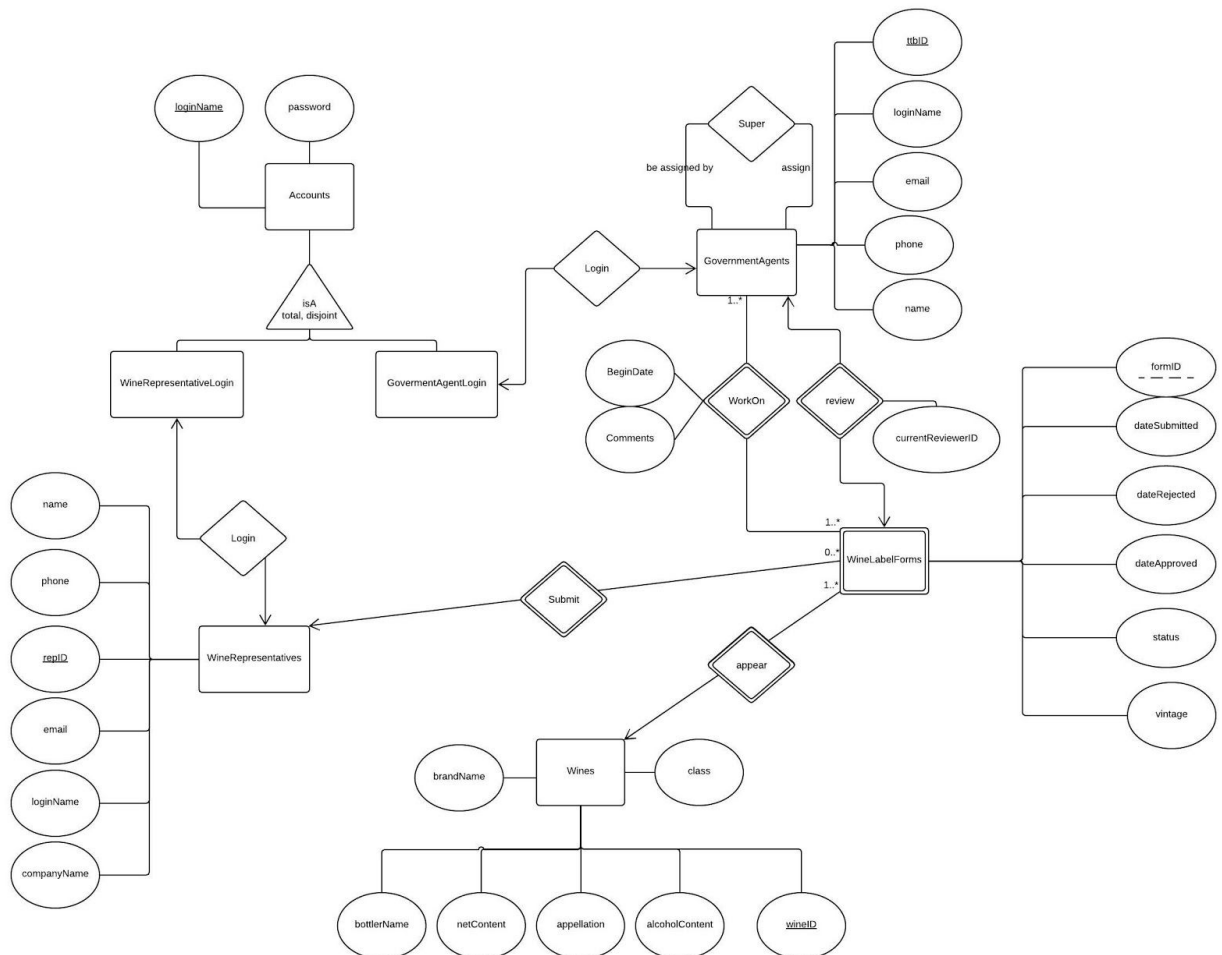 ttbID
loginName
password
Super
loginName
be assigned by
assign
email
Accounts
phone
GovernmentAgents
Login
name
1..*
isA
total, disjoint
WineRepresentativeLogin
GovermentAgentLogin
BeginDate
formID
WorkOn
review
Comments
currentReviewerID
dateSubmitted
dateRejected
name
Login
1..*
0..*
WineLabelForms
dateApproved
1..*
phone
Submit
status
WineRepresentatives
repID
appear
vintage
email
brandName
Wines
class
loginName
companyName
bottlerName
netContent
appellation
alcoholContent
wineID